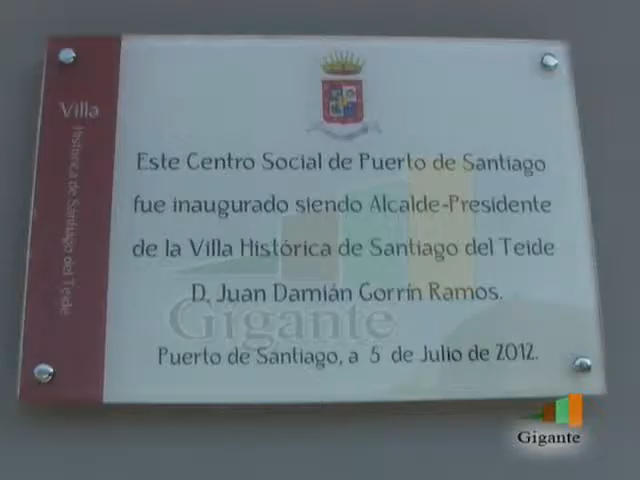 Villa
Histórica de Santiago del Teide
Este Centro Social de Puerto de Santiago
fue inaugurado siendo Alcalde-Presidente
de la Villa Histórica de Santiago del Teide
D. Juan Damián Gorrín Ramos.
Gigante
Puerto de Santiago, a 5 de Julio de 2012.
Gigante